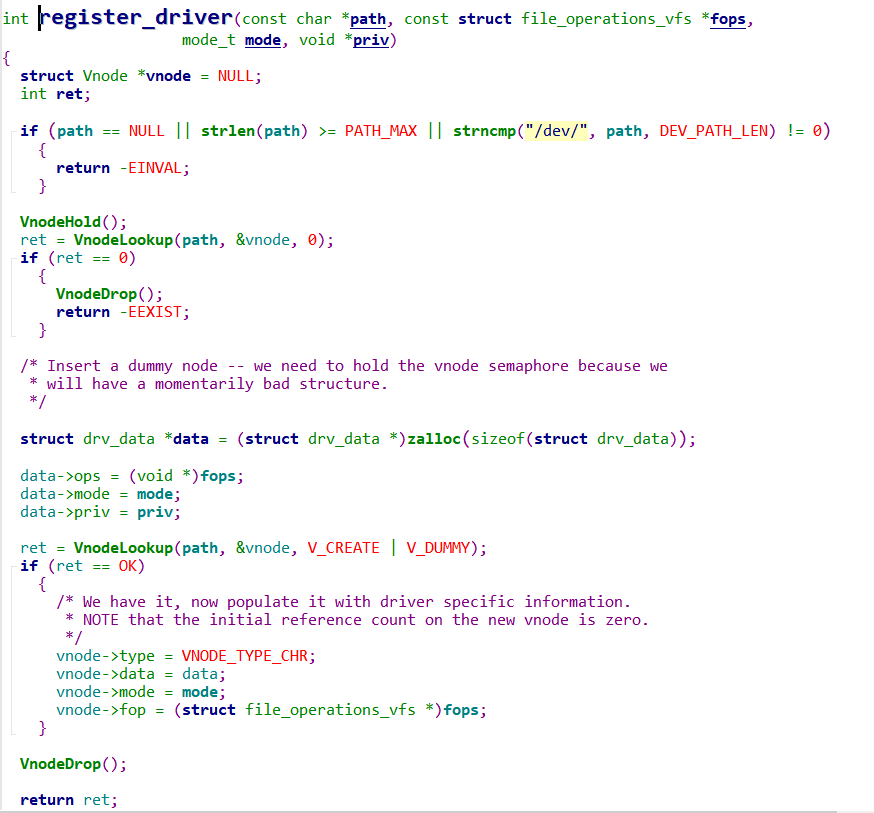 int register_driver(const char *path, const struct file_operations_vfs *fops,
                    mode_t mode, void *priv)
{
  struct Vnode *vnode = NULL;
  int ret;

  if (path == NULL || strlen(path) >= PATH_MAX || strncmp("/dev/", path, DEV_PATH_LEN) != 0)
    {
      return -EINVAL;
    }

  VnodeHold();
  ret = VnodeLookup(path, &vnode, 0);
  if (ret == 0)
    {
      VnodeDrop();
      return -EEXIST;
    }

  /* Insert a dummy node -- we need to hold the vnode semaphore because we
   * will have a momentarily bad structure.
   */

  struct drv_data *data = (struct drv_data *)zalloc(sizeof(struct drv_data));

  data->ops = (void *)fops;
  data->mode = mode;
  data->priv = priv;

  ret = VnodeLookup(path, &vnode, V_CREATE | V_DUMMY);
  if (ret == OK)
    {
      /* We have it, now populate it with driver specific information.
       * NOTE that the initial reference count on the new vnode is zero.
       */
      vnode->type = VNODE_TYPE_CHR;
      vnode->data = data;
      vnode->mode = mode;
      vnode->fop = (struct file_operations_vfs *)fops;
    }

  VnodeDrop();

  return ret;